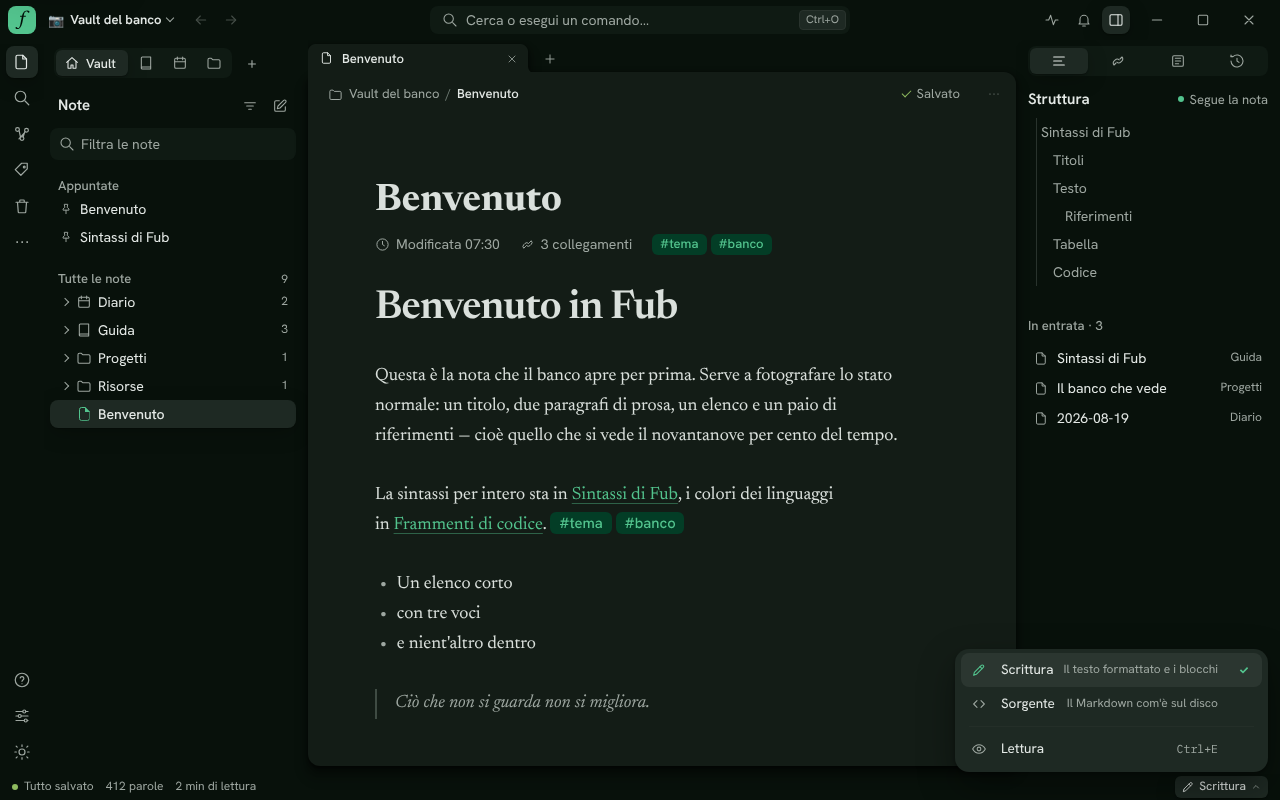 f
Vault del banco
Cerca o esegui un comando...
Ctrl+O
Vault
Benvenuto
Note
Filtra le note
Appuntate
Benvenuto
Sintassi di Fub
Tutte le note 9
Diario 2
Guida 3
Progetti 1
Risorse 1
Benvenuto
Vault del banco / Benvenuto
Salvato
Benvenuto
Modificata 07:30 3 collegamenti #tema #banco
Benvenuto in Fub
Questa è la nota che il banco apre per prima. Serve a fotografare lo stato
normale: un titolo, due paragrafi di prosa, un elenco e un paio di
riferimenti — cioè quello che si vede il novantanove per cento del tempo.
La sintassi per intero sta in Sintassi di Fub, i colori dei linguaggi
in Frammenti di codice. #tema #banco
• Un elenco corto
• con tre voci
• e nient'altro dentro
Ciò che non si guarda non si migliora.
Struttura
Segue la nota
Sintassi di Fub
Titoli
Testo
Riferimenti
Tabella
Codice
In entrata · 3
Sintassi di Fub Guida
Il banco che vede Progetti
2026-08-19 Diario
Scrittura Il testo formattato e i blocchi
Sorgente Il Markdown com'è sul disco
Lettura Ctrl+E
Tutto salvato 412 parole 2 min di lettura
Scrittura